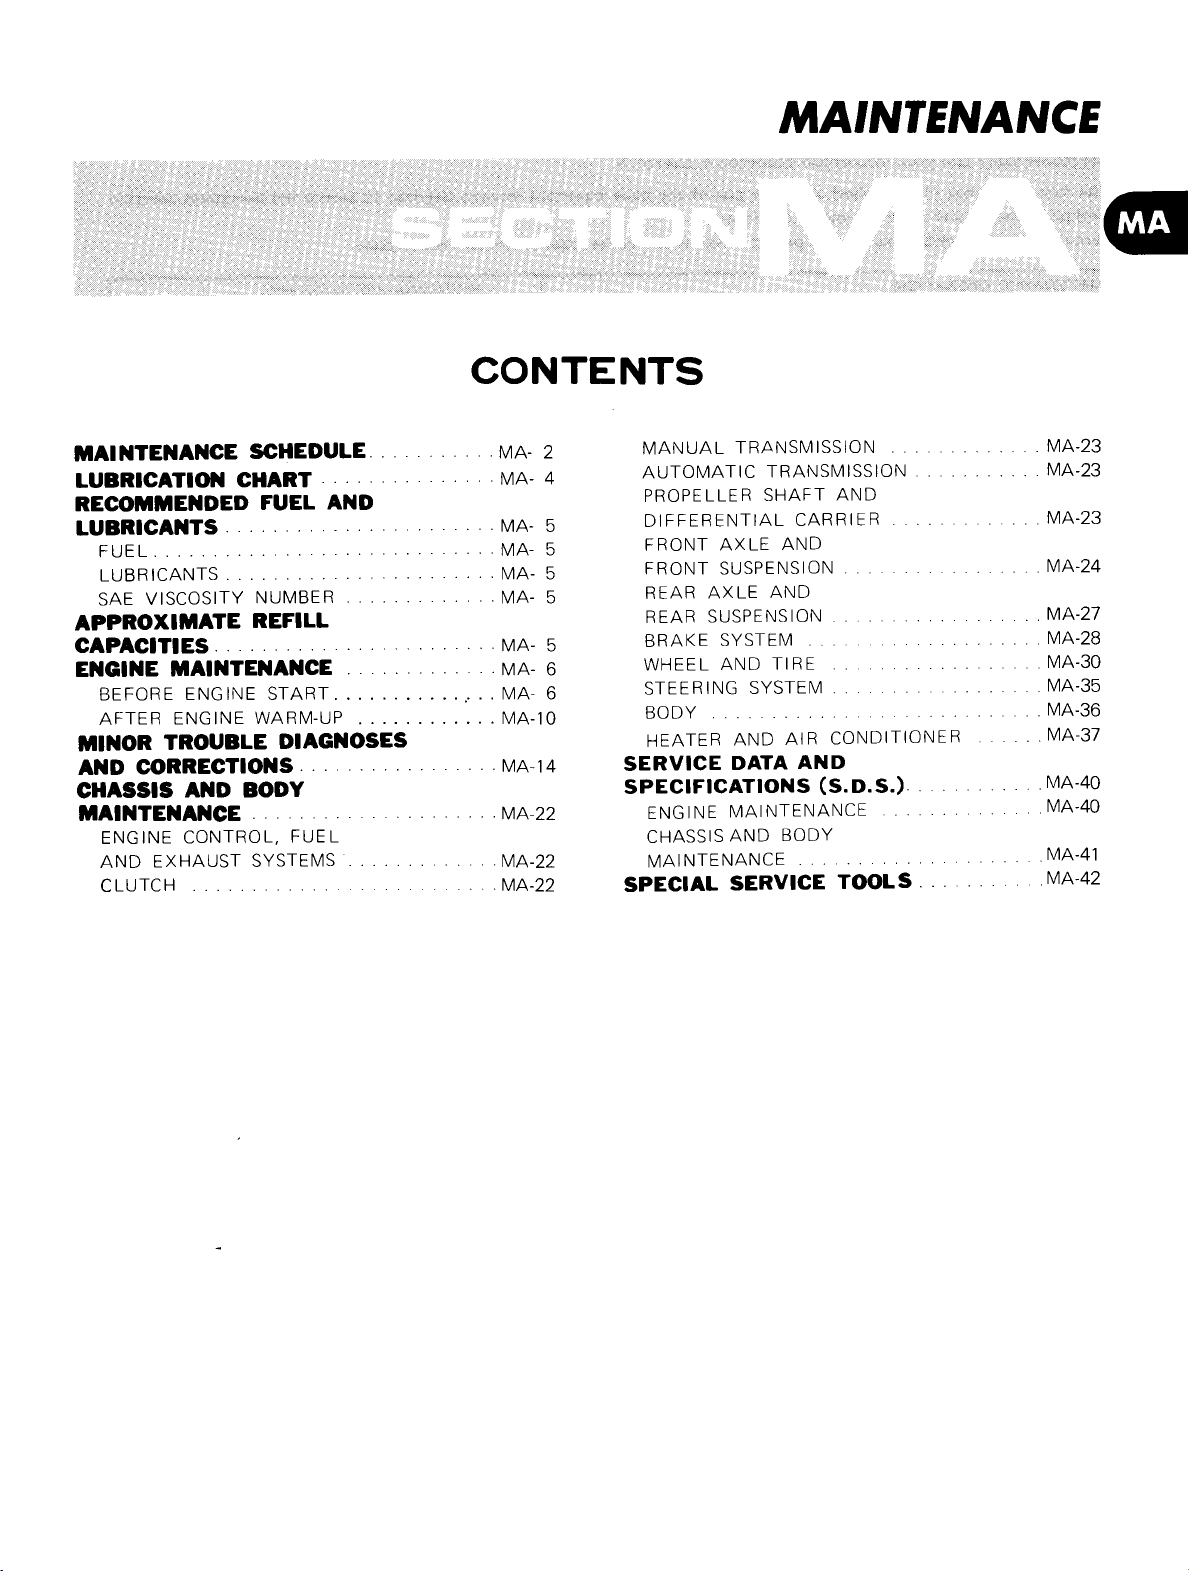 MAINTENANCE
SECTION MA
MA
CONTENTS
MAINTENANCE SCHEDULE........... MA- 2
LUBRICATION CHART ............... MA- 4
RECOMMENDED FUEL AND
LUBRICANTS ....................... MA- 5
FUEL............................. MA- 5
LUBRICANTS ....................... MA- 5
SAE VISCOSITY NUMBER ............. MA- 5
APPROXIMATE REFILL
CAPACITIES ........................ MA- 5
ENGINE MAINTENANCE ............. MA- 6
BEFORE ENGINE START.............. MA- 6
AFTER ENGINE WARM-UP ............ MA-10
MINOR TROUBLE DIAGNOSES
AND CORRECTIONS ................. MA-14
CHASSIS AND BODY
MAINTENANCE ..................... MA-22
ENGINE CONTROL, FUEL
AND EXHAUST SYSTEMS ............. MA-22
CLUTCH .......................... MA-22
MANUAL TRANSMISSION ............. MA-23
AUTOMATIC TRANSMISSION ........... MA-23
PROPELLER SHAFT AND
DIFFERENTIAL CARRIER ............. MA-23
FRONT AXLE AND
FRONT SUSPENSION ................. MA-24
REAR AXLE AND
REAR SUSPENSION .................. MA-27
BRAKE SYSTEM .................... MA-28
WHEEL AND TIRE .................. MA-30
STEERING SYSTEM .................. MA-35
BODY ............................ MA-36
HEATER AND AIR CONDITIONER ...... MA-37
SERVICE DATA AND
SPECIFICATIONS (S.D.S.)............ MA-40
ENGINE MAINTENANCE .............. MA-40
CHASSIS AND BODY
MAINTENANCE ..................... MA-41
SPECIAL SERVICE TOOLS ........... MA-42